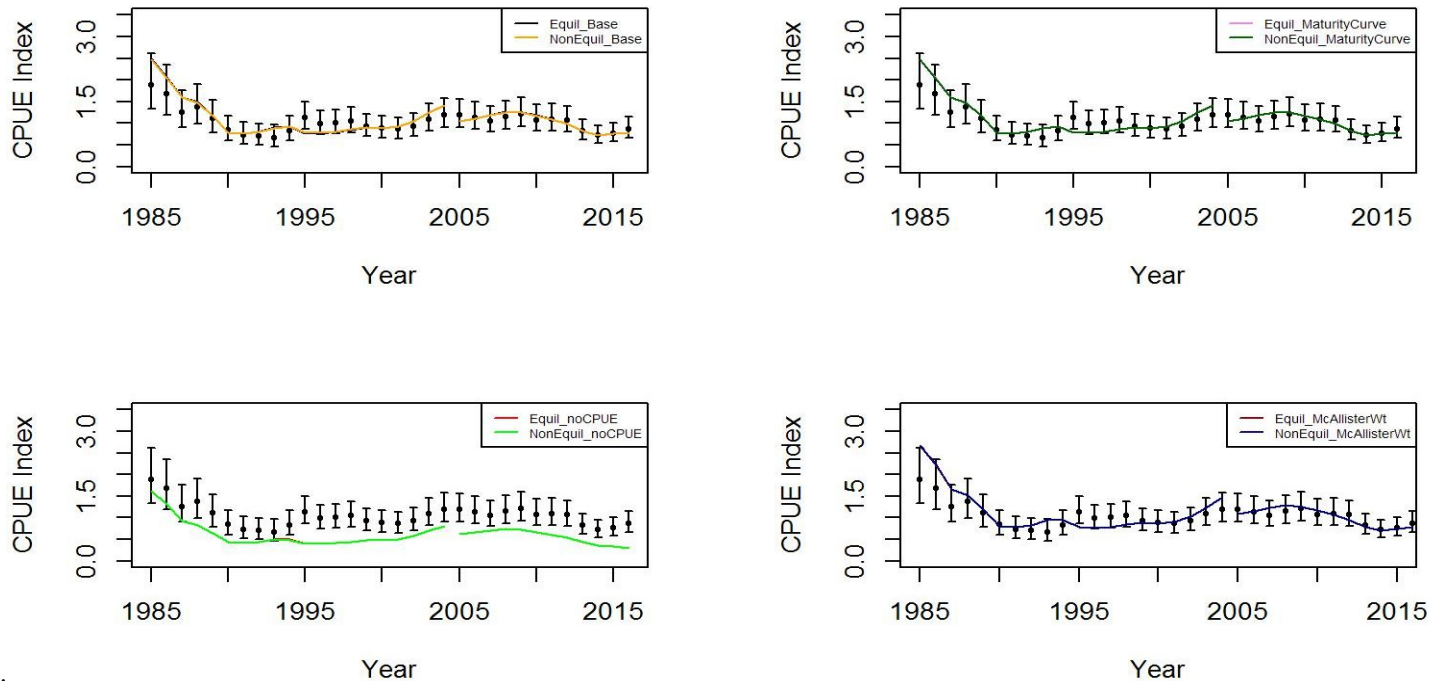 CPUE Index
3.0
1.5
0.0
Equil_Base
NonEquil_Base
1985 1995 2005 2015
Year
CPUE Index
3.0
1.5
0.0
Equil_MaturityCurve
NonEquil_MaturityCurve
1985 1995 2005 2015
Year
CPUE Index
3.0
1.5
0.0
Equil_noCPUE
NonEquil_noCPUE
1985 1995 2005 2015
Year
CPUE Index
3.0
1.5
0.0
Equil_McAllisterWt
NonEquil_McAllisterWt
1985 1995 2005 2015
Year
.